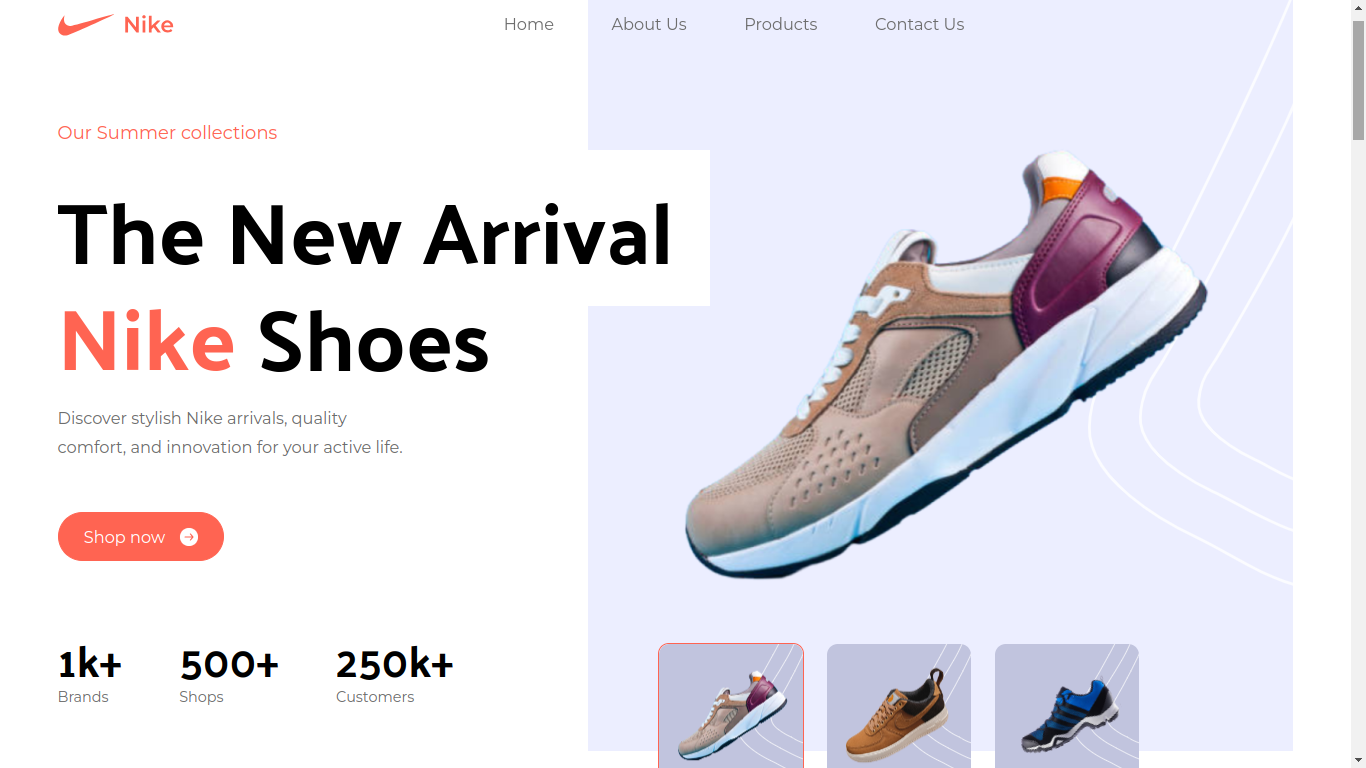 Nike
Home
About Us
Products
Contact Us
Our Summer collections
The New Arrival
Nike Shoes
Discover stylish Nike arrivals, quality
comfort, and innovation for your active life.
Shop now
1k+
Brands
500+
Shops
250k+
Customers